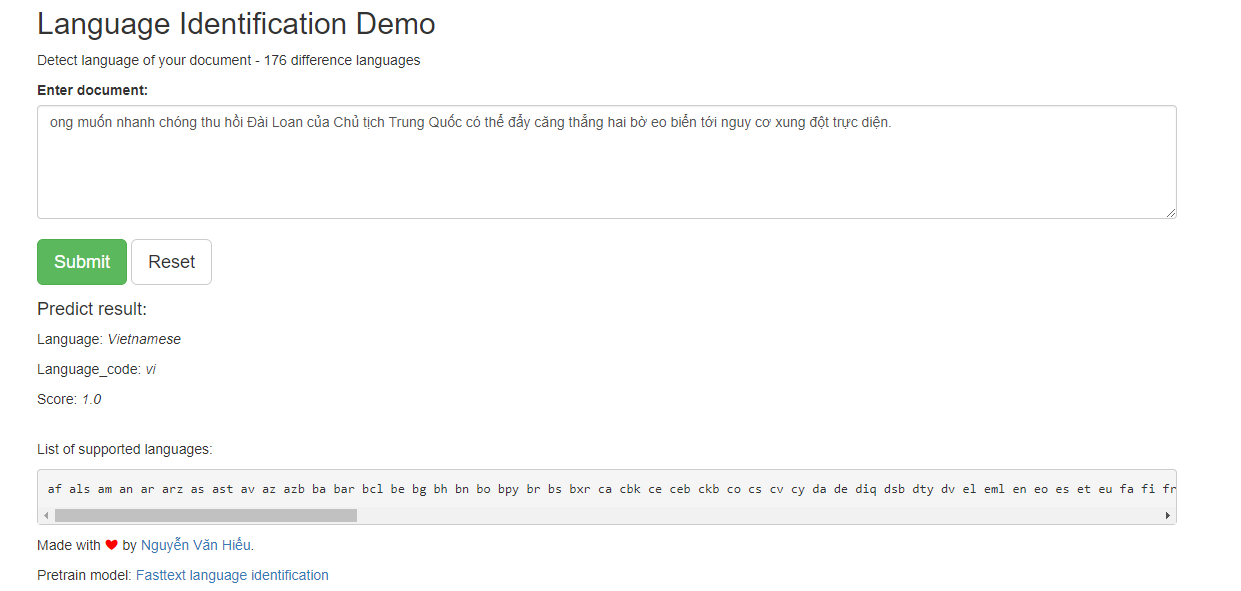 Language Identification Demo
Detect language of your document - 176 difference languages
Enter document:
ong muốn nhanh chóng thu hồi Đài Loan của Chủ tịch Trung Quốc có thể đẩy căng thẳng hai bờ eo biển tới nguy cơ xung đột trực diện.
Submit Reset
Predict result:
Language: Vietnamese
Language_code: vi
Score: 1.0
List of supported languages:
af als am an ar arz as ast av az azb ba bar bcl be bg bh bn bo bpy br bs bxr ca cbk ce ceb ckb co cs cv cy da de diq dsb dty dv el eml en eo es et eu fa fi fr
Made with ❤ by Nguyễn Văn Hiếu.
Pretrain model: Fasttext language identification